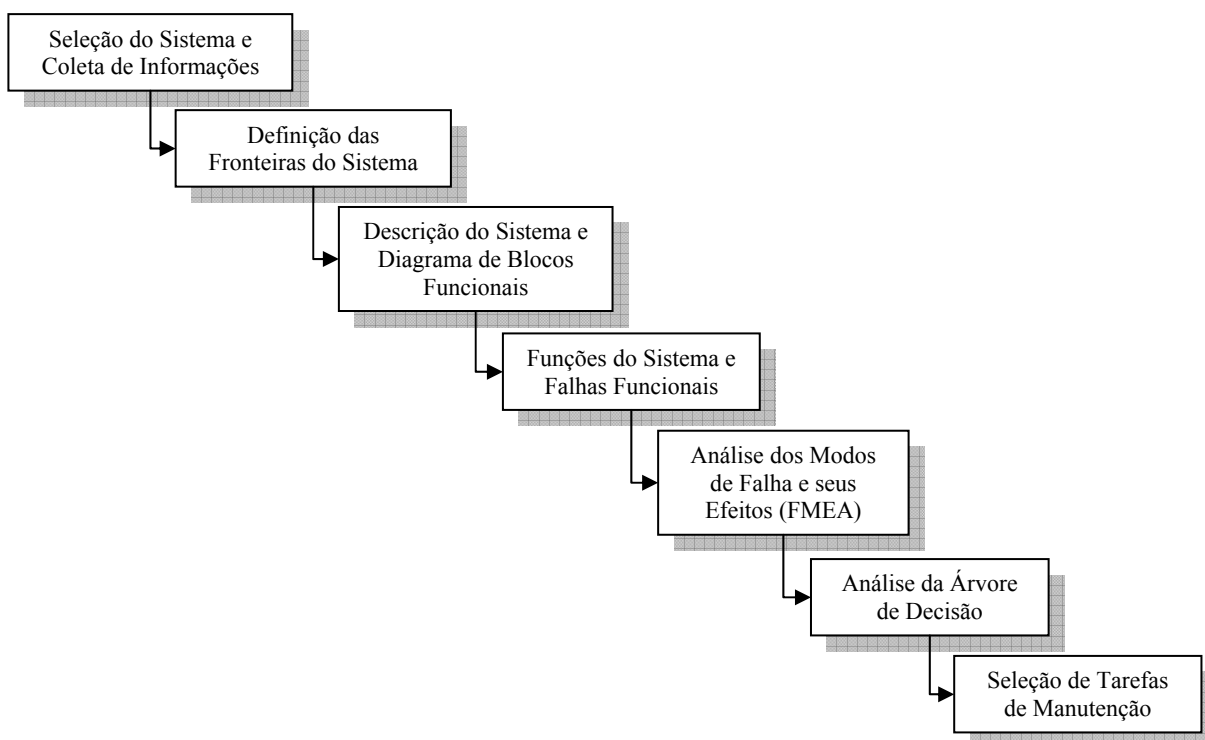 Seleção do Sistema e
Coleta de Informações
Definição das
Fronteiras do Sistema
Descrição do Sistema e
Diagrama de Blocos
Funcionais
Funções do Sistema e
Falhas Funcionais
Análise dos Modos
de Falha e seus
Efeitos (FMEA)
Análise da Árvore
de Decisão
Seleção de Tarefas
de Manutenção